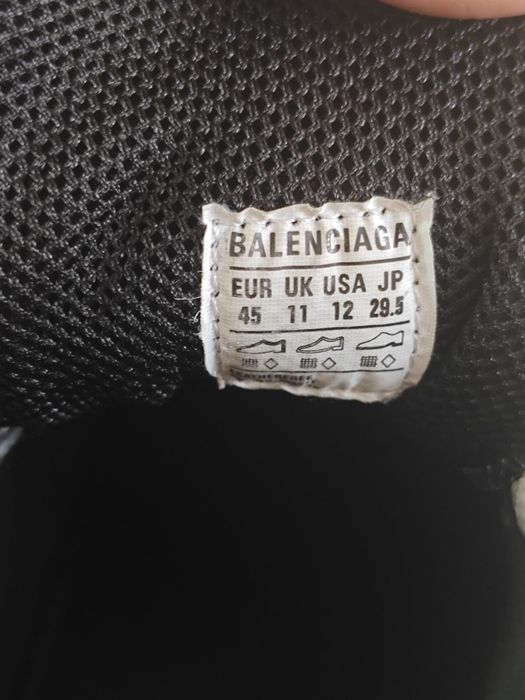 BALENCIAGA
EUR UK USA JP
45 11 12 29.5